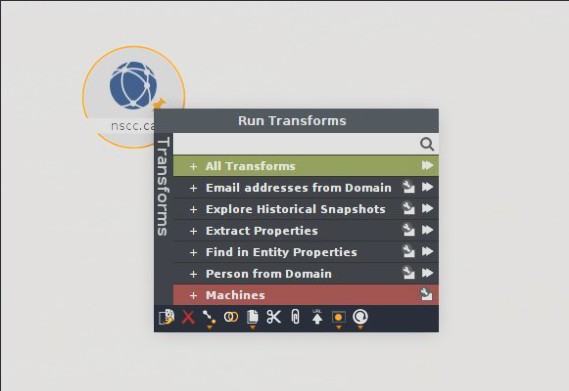 nscc.ca
Run Transforms
Transforms
+ All Transforms
+ Email addresses from Domain
+ Explore Historical Snapshots
+ Extract Properties
+ Find in Entity Properties
+ Person from Domain
+ Machines
URL